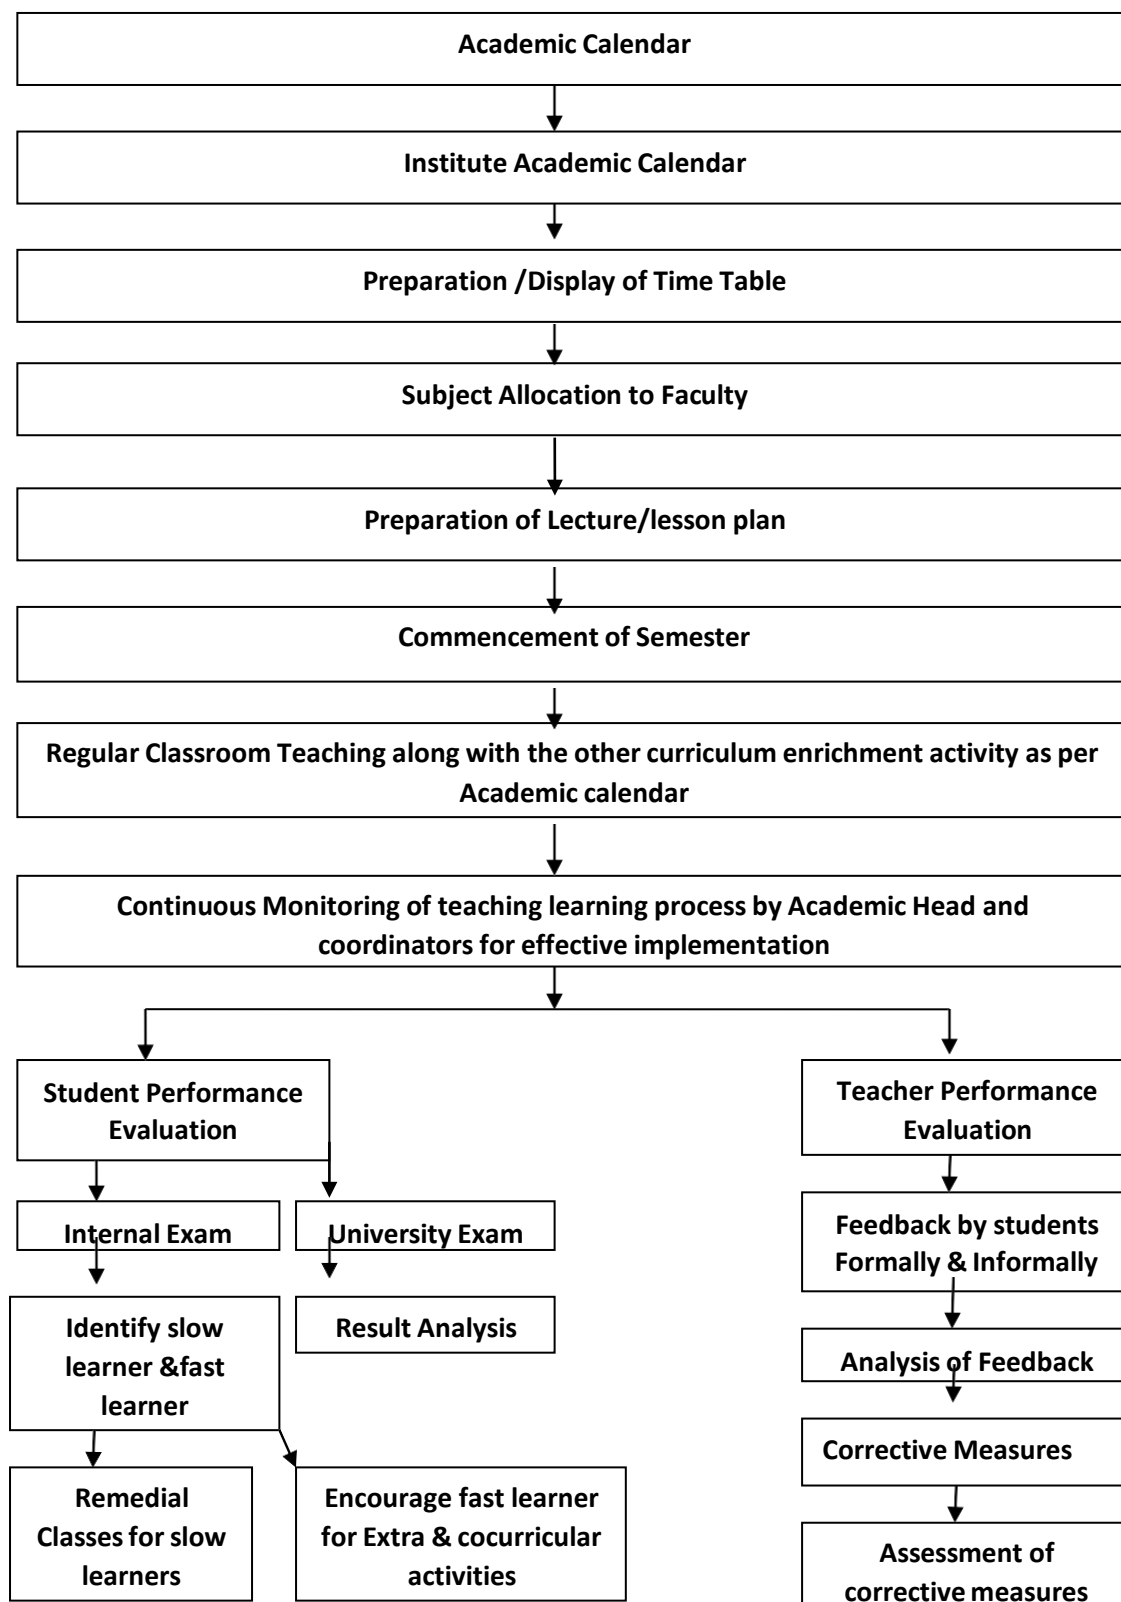 Academic Calendar
Institute Academic Calendar
Preparation /Display of Time Table
Subject Allocation to Faculty
Preparation of Lecture/lesson plan
Commencement of Semester
Regular Classroom Teaching along with the other curriculum enrichment activity as per
Academic calendar
Continuous Monitoring of teaching learning process by Academic Head and
coordinators for effective implementation
Student Performance
Evaluation
Internal Exam
University Exam
Identify slow
learner &fast
learner
Result Analysis
Remedial
Classes for slow
learners
Encourage fast learner
for Extra & cocurricular
activities
Teacher Performance
Evaluation
Feedback by students
Formally & Informally
Analysis of Feedback
Corrective Measures
Assessment of
corrective measures